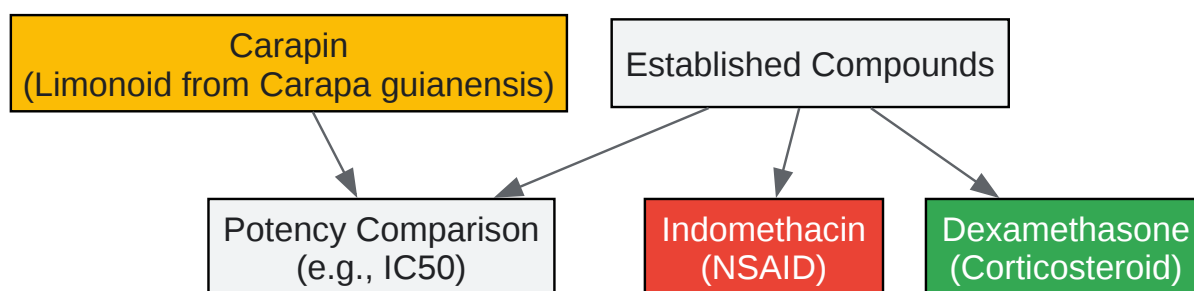 Carapin
(Limonoid from Carapa guianensis)
Established Compounds
Potency Comparison
(e.g., IC50)
Indomethacin
(NSAID)
Dexamethasone
(Corticosteroid)